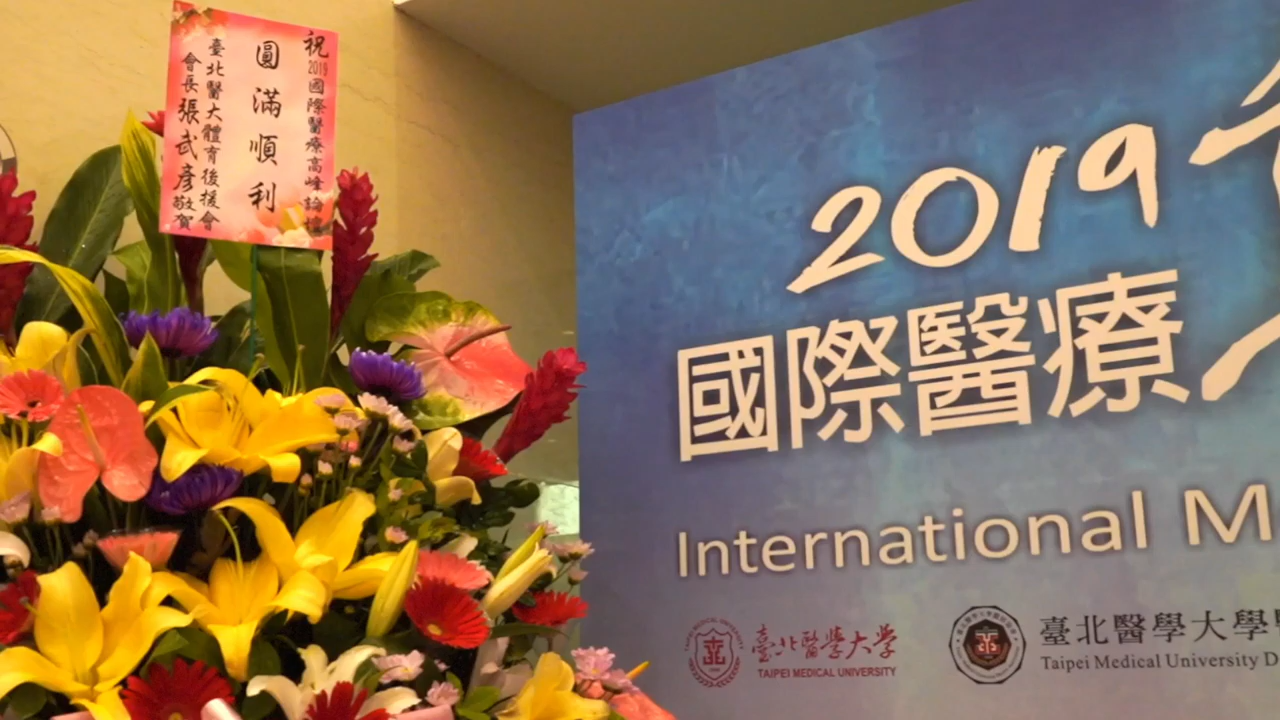 祝
2019國際醫療高峰論壇
圓滿順利
臺北醫大體育後援會
會長張武彥敬賀
2019
國際醫療
International M
TAIPEI MEDICAL UNIVERSITY
臺北醫學大學
TAIPEI MEDICAL UNIVERSITY
臺北醫學大學
Taipei Medical University D